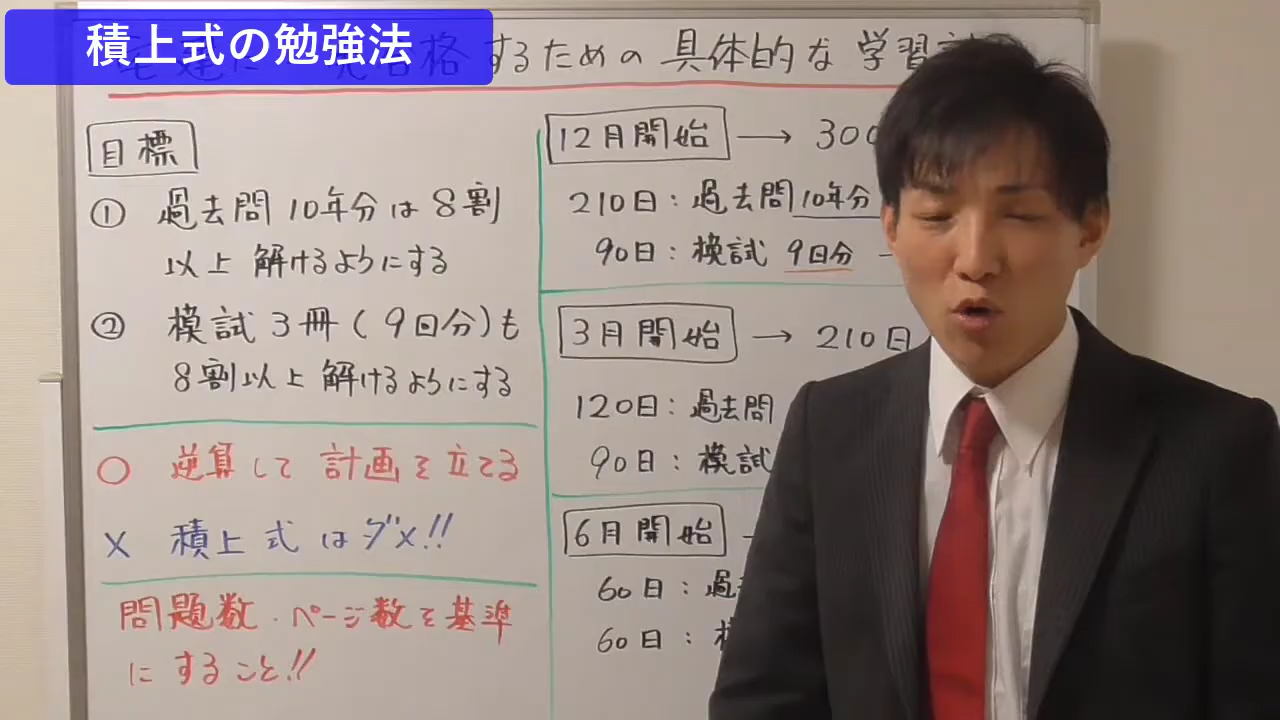 積上式の勉強法
合格するための具体的な学習
目標
① 過去問10年分は8割
以上解けるようにする
② 模試3冊(9回分)も
8割以上解けるようにする
○ 逆算して計画を立てる
× 積上式はダメ!!
問題数・ページ数を基準
にすること!!
12月開始 → 300
210日:過去問10年分
90日:模試 9回分 −
3月開始 → 210日
120日:過去問
90日:模試
6月開始 −
60日:過
60日: